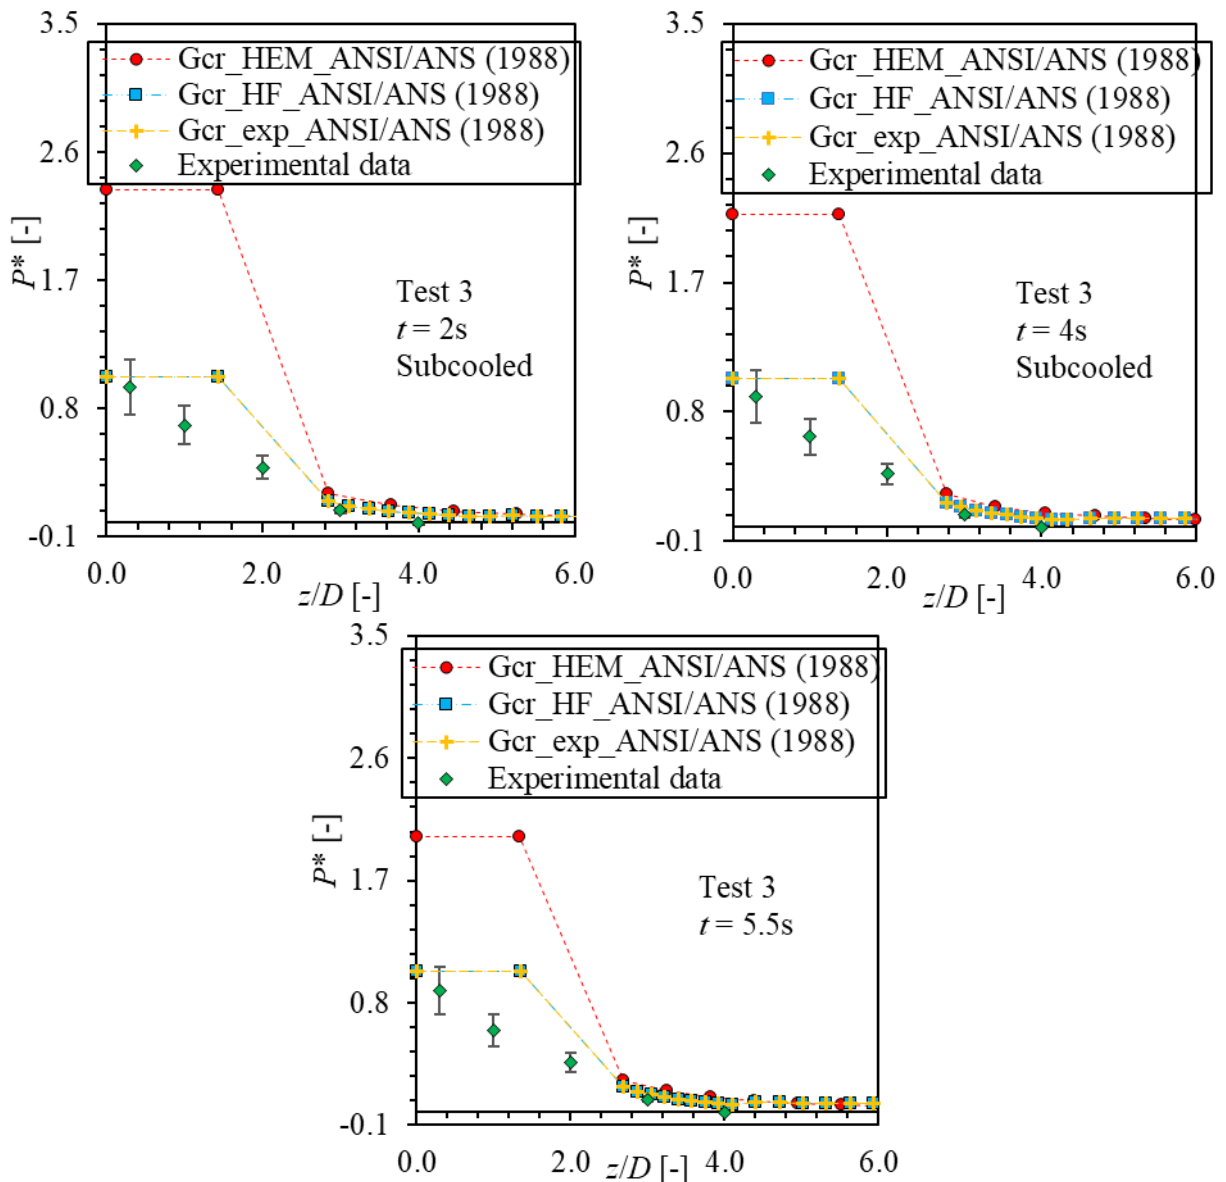 3.5
Gcr_HEM_ANSI/ANS (1988)
Gcr_HF_ANSI/ANS (1988)
Gcr_exp_ANSI/ANS (1988)
Experimental data
2.6
1.7
0.8
-0.1
P* [-]
Test 3
t = 2s
Subcooled
0.0
2.0
4.0
6.0
z/D [-]
3.5
Gcr_HEM_ANSI/ANS (1988)
Gcr_HF_ANSI/ANS (1988)
Gcr_exp_ANSI/ANS (1988)
Experimental data
2.6
1.7
0.8
-0.1
P* [-]
Test 3
t = 4s
Subcooled
0.0
2.0
4.0
6.0
z/D [-]
3.5
Gcr_HEM_ANSI/ANS (1988)
Gcr_HF_ANSI/ANS (1988)
Gcr_exp_ANSI/ANS (1988)
Experimental data
2.6
1.7
0.8
-0.1
P* [-]
Test 3
t = 5.5s
0.0
2.0
4.0
6.0
z/D [-]